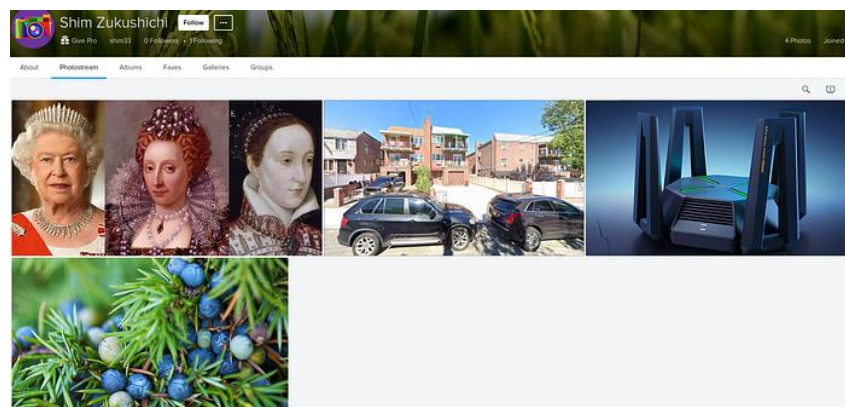 Shim Zukushichi Follow
Give Pro shim33 0 Followers • 1 Following 4 Photos Joined
About Photostream Albums Faves Galleries Groups